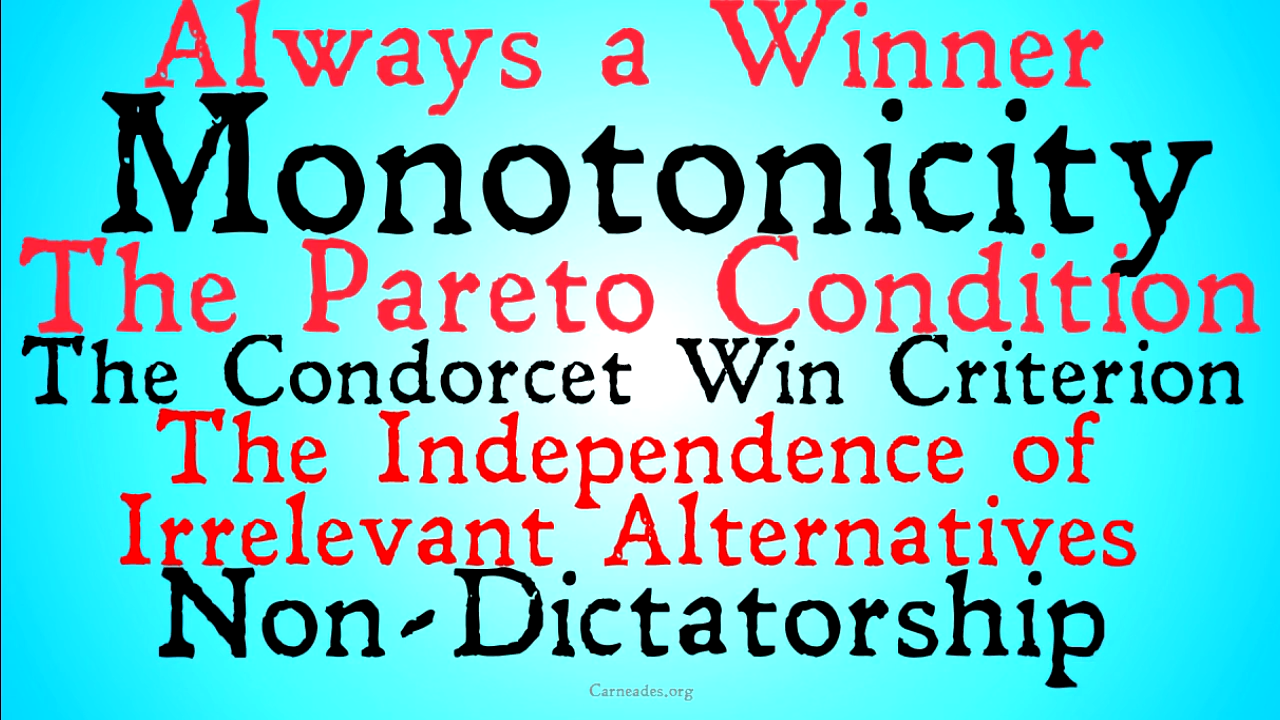 Always a Winner
Monotonicity
The Pareto Condition
The Condorcet Win Criterion
The Independence of
Irrelevant Alternatives
Non-Dictatorship
Carneades.org